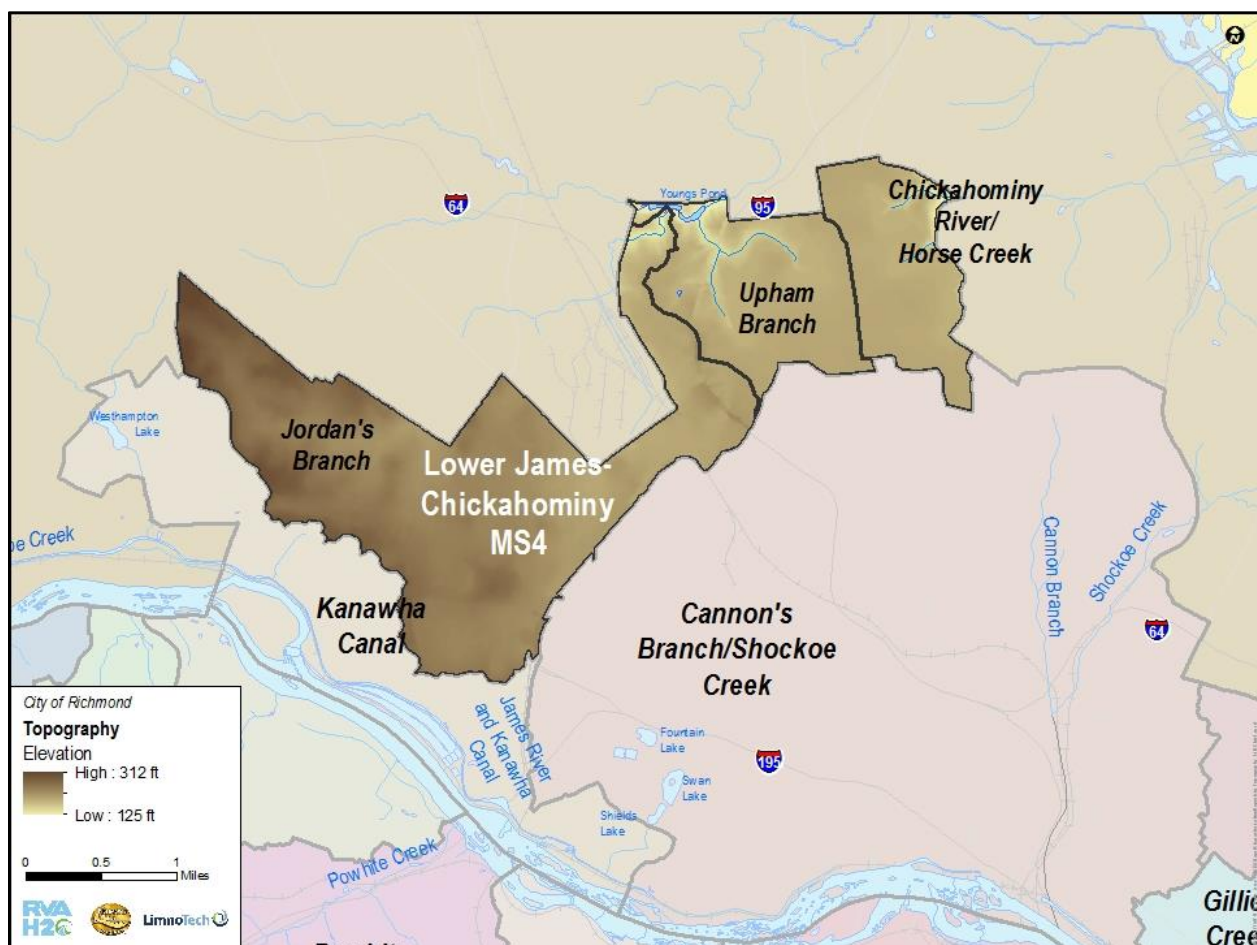 N
Youngs Pond
64
95
Chickahominy
River/
Horse Creek
Upham
Branch
Westhampton
Lake
Jordan's
Branch
Lower James-
Chickahominy
MS4
oe Creek
Kanawha
Canal
Cannon's
Branch/Shockoe
Creek
Cannon Branch
Shockoe Creek
64
James River
and Kanawha
Canal
Fountain
Lake
195
Swan
Lake
Shields
Lake
Powhite Creek
Gillie
Cree
City of Richmond
Topography
Elevation
High : 312 ft
Low : 125 ft
0 0.5 1
Miles
RVA
H2O
LimnoTech